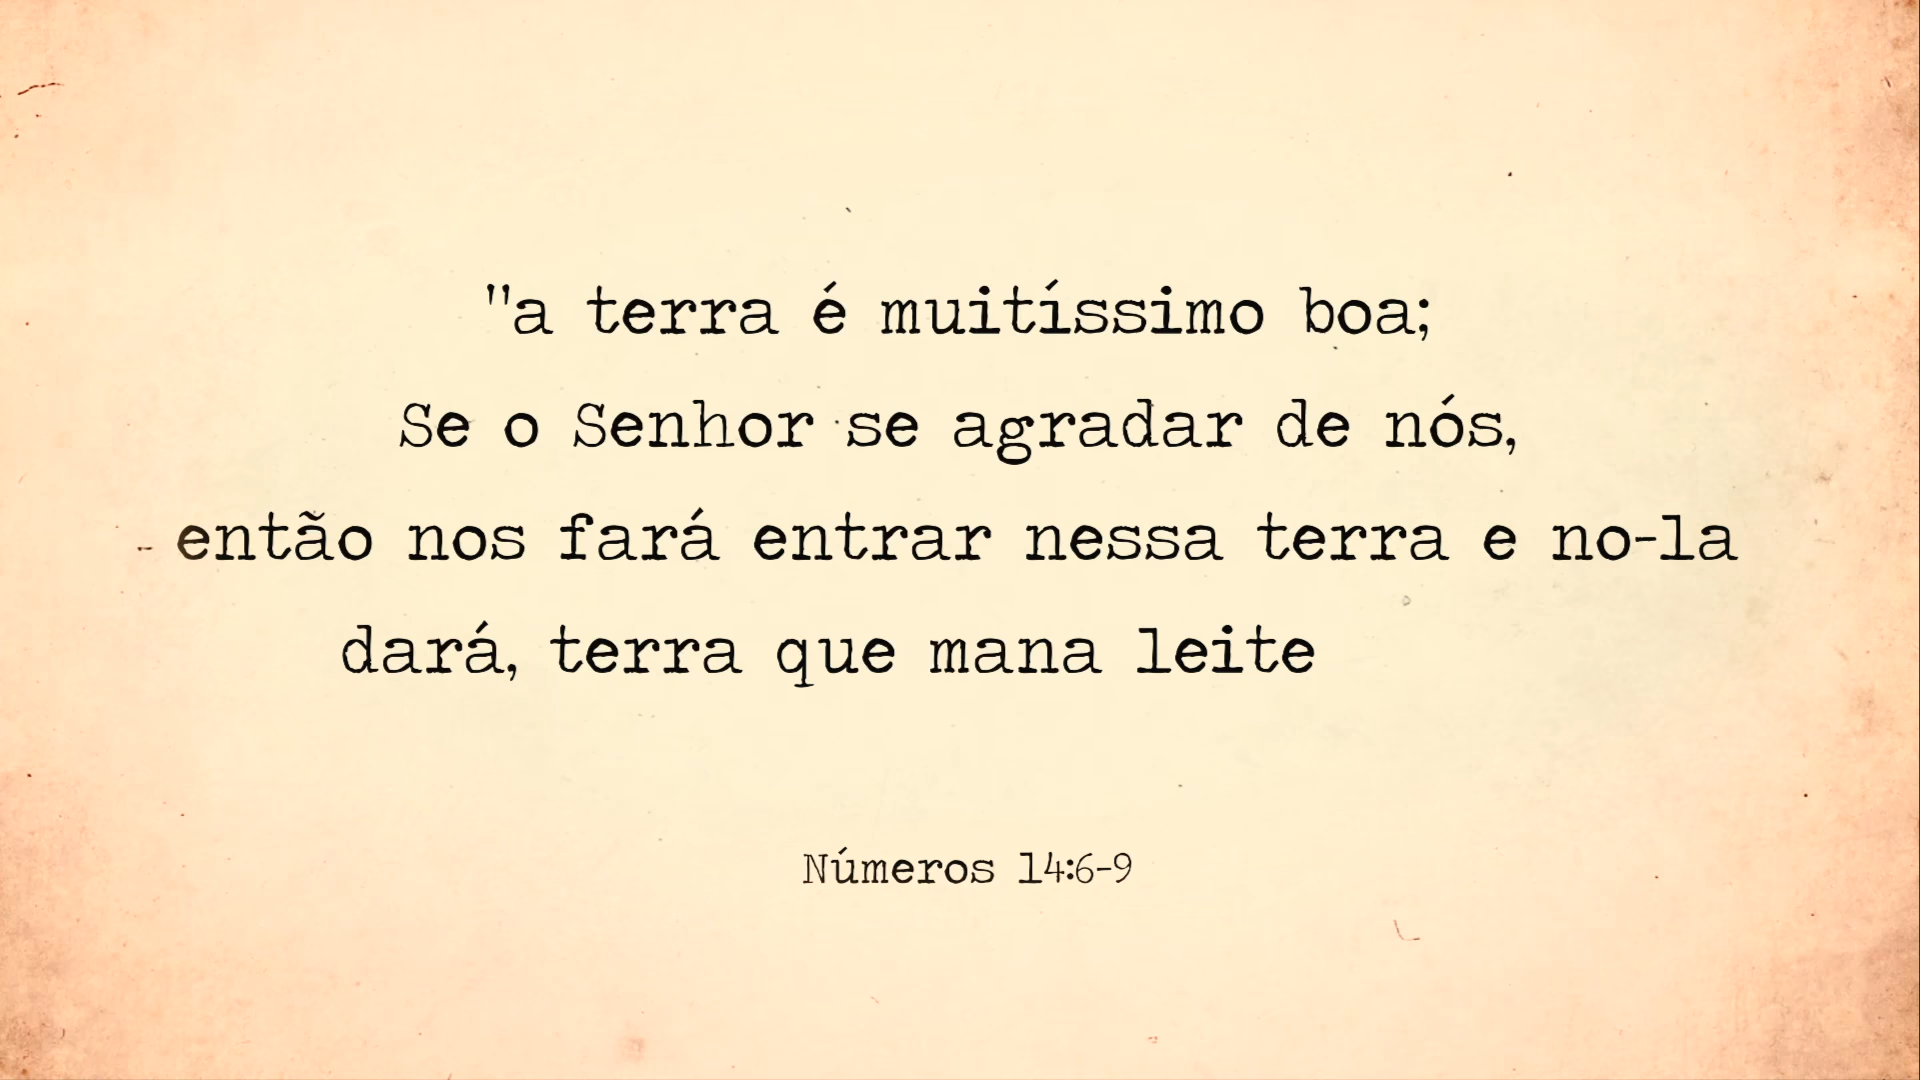 "a terra é muitíssimo boa;
Se o Senhor se agradar de nós,
então nos fará entrar nessa terra e no-la
dará, terra que mana leite
Números 14:6-9